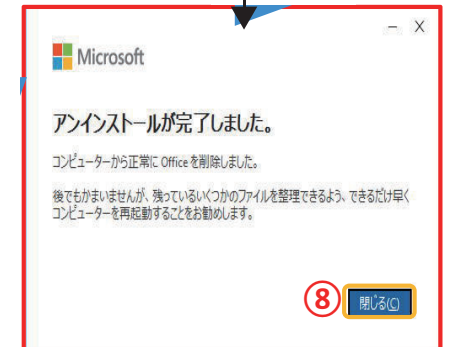 − X
Microsoft
アンインストールが完了しました。
コンピューターから正常に Office を削除しました。
後でもかまいませんが、残っているいくつかのファイルを整理できるよう、できるだけ早く
コンピューターを再起動することをお勧めします。
⑧ 閉じる(C)